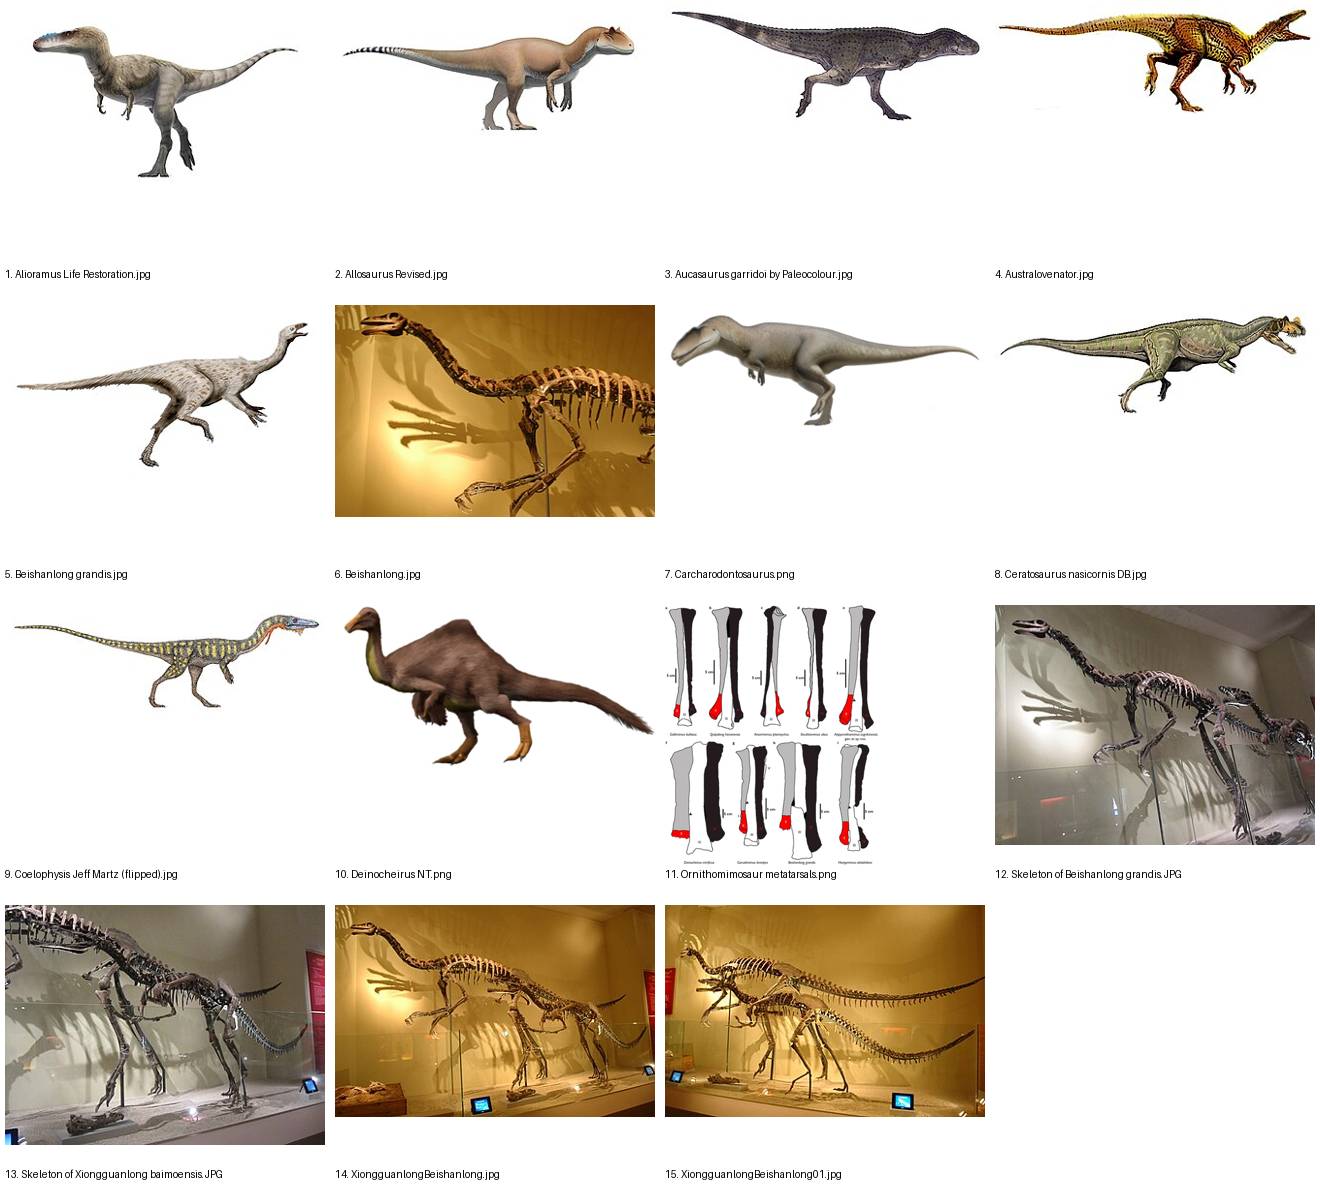 1. Alioramus Life Restoration.jpg
2. Allosaurus Revised.jpg
3. Aucasaurus garridoi by Paleocolour.jpg
4. Australovenator.jpg
5. Beishanlong grandis.jpg
6. Beishanlong.jpg
7. Carcharodontosaurus.png
8. Ceratosaurus nasicornis DB.jpg
9. Coelophysis Jeff Martz (flipped).jpg
10. Deinocheirus NT.png
11. Ornithomimosaur metatarsals.png
12. Skeleton of Beishanlong grandis.JPG
13. Skeleton of Xiongguanlong baimoensis.JPG
14. XiongguanlongBeishanlong.jpg
15. XiongguanlongBeishanlong01.jpg